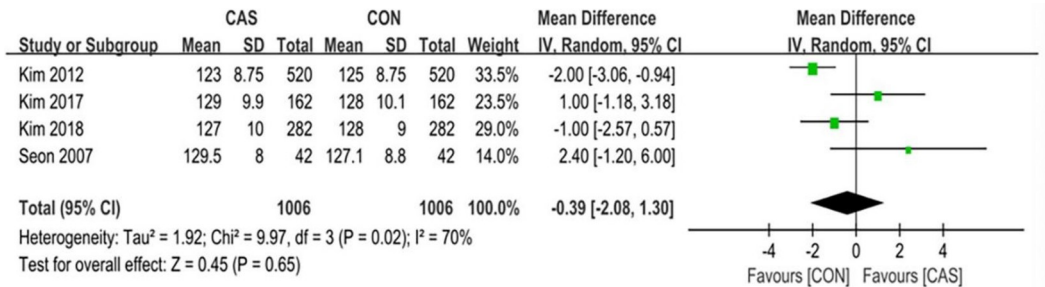 CAS CON Mean Difference Mean Difference
Study or Subgroup Mean SD Total Mean SD Total Weight IV, Random, 95% CI IV, Random, 95% CI
Kim 2012 123 8.75 520 125 8.75 520 33.5% -2.00 [-3.06, -0.94]
Kim 2017 129 9.9 162 128 10.1 162 23.5% 1.00 [-1.18, 3.18]
Kim 2018 127 10 282 128 9 282 29.0% -1.00 [-2.57, 0.57]
Seon 2007 129.5 8 42 127.1 8.8 42 14.0% 2.40 [-1.20, 6.00]
Total (95% CI) 1006 1006 100.0% -0.39 [-2.08, 1.30]
Heterogeneity: Tau² = 1.92; Chi² = 9.97, df = 3 (P = 0.02); I² = 70%
Test for overall effect: Z = 0.45 (P = 0.65)
-4 -2 0 2 4
Favours [CON] Favours [CAS]